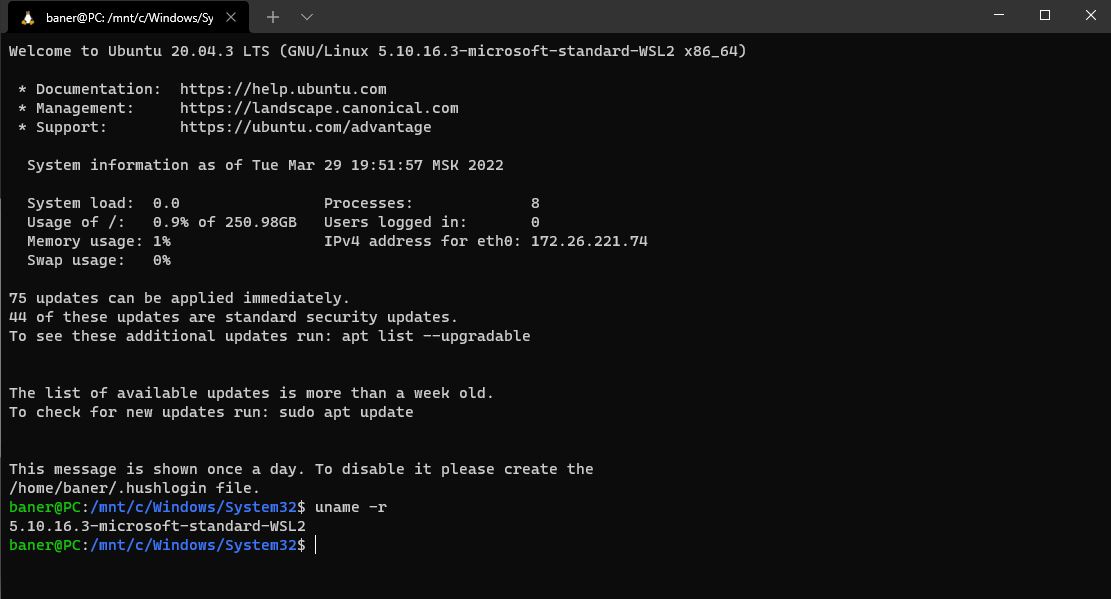 baner@PC: /mnt/c/Windows/Sy
Welcome to Ubuntu 20.04.3 LTS (GNU/Linux 5.10.16.3-microsoft-standard-WSL2 x86_64)
* Documentation:  https://help.ubuntu.com
* Management:     https://landscape.canonical.com
* Support:        https://ubuntu.com/advantage
System information as of Tue Mar 29 19:51:57 MSK 2022
System load:  0.0                Processes:             8
Usage of /:   0.9% of 250.98GB   Users logged in:       0
Memory usage: 1%                 IPv4 address for eth0: 172.26.221.74
Swap usage:   0%
75 updates can be applied immediately.
44 of these updates are standard security updates.
To see these additional updates run: apt list --upgradable
The list of available updates is more than a week old.
To check for new updates run: sudo apt update
This message is shown once a day. To disable it please create the
/home/baner/.hushlogin file.
baner@PC:/mnt/c/Windows/System32$ uname -r
5.10.16.3-microsoft-standard-WSL2
baner@PC:/mnt/c/Windows/System32$